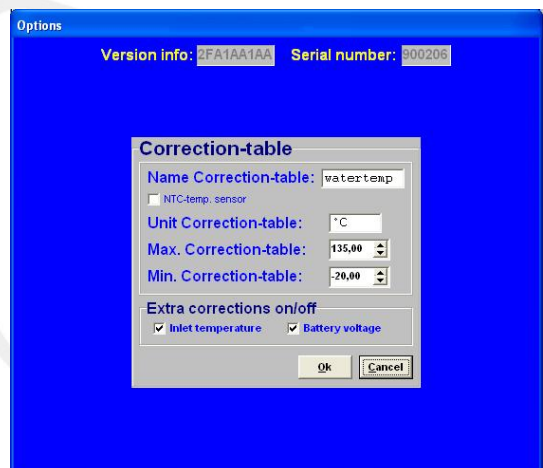 Options
Version info: 2FA1AA1AA Serial number: 900206
Correction-table
Name Correction-table: watertemp
NTC-temp. sensor
Unit Correction-table: °C
Max. Correction-table: 135,00
Min. Correction-table: -20,00
Extra corrections on/off
Inlet temperature Battery voltage
Ok Cancel